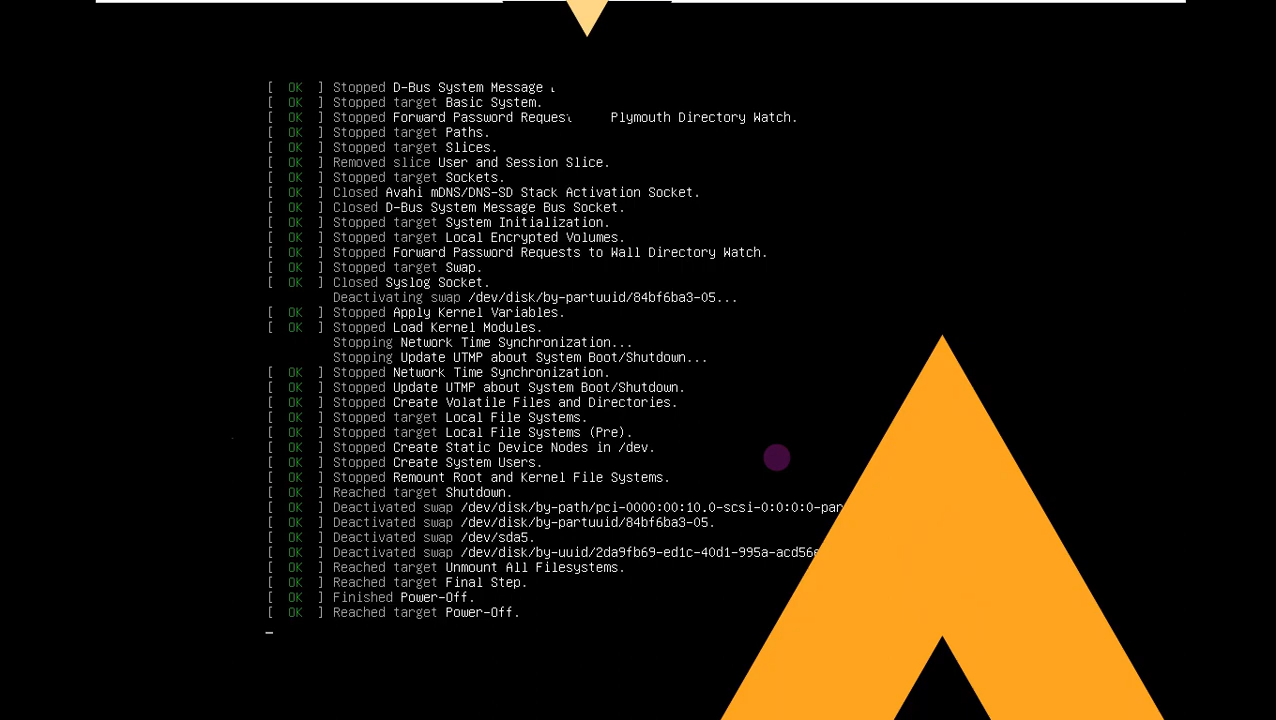 [  OK  ] Stopped D-Bus System Message
[  OK  ] Stopped target Basic System.
[  OK  ] Stopped Forward Password Reques Plymouth Directory Watch.
[  OK  ] Stopped target Paths.
[  OK  ] Stopped target Slices.
[  OK  ] Removed slice User and Session Slice.
[  OK  ] Stopped target Sockets.
[  OK  ] Closed Avahi mDNS/DNS-SD Stack Activation Socket.
[  OK  ] Closed D-Bus System Message Bus Socket.
[  OK  ] Stopped target System Initialization.
[  OK  ] Stopped target Local Encrypted Volumes.
[  OK  ] Stopped Forward Password Requests to Wall Directory Watch.
[  OK  ] Stopped target Swap.
[  OK  ] Closed Syslog Socket.
Deactivating swap /dev/disk/by-partuuid/84bf6ba3-05...
[  OK  ] Stopped Apply Kernel Variables.
[  OK  ] Stopped Load Kernel Modules.
Stopping Network Time Synchronization...
Stopping Update UTMP about System Boot/Shutdown...
[  OK  ] Stopped Network Time Synchronization.
[  OK  ] Stopped Update UTMP about System Boot/Shutdown.
[  OK  ] Stopped Create Volatile Files and Directories.
[  OK  ] Stopped target Local File Systems.
[  OK  ] Stopped target Local File Systems (Pre).
[  OK  ] Stopped Create Static Device Nodes in /dev.
[  OK  ] Stopped Create System Users.
[  OK  ] Stopped Remount Root and Kernel File Systems.
[  OK  ] Reached target Shutdown.
[  OK  ] Deactivated swap /dev/disk/by-path/pci-0000:00:10.0-scsi-0:0:0:0-par
[  OK  ] Deactivated swap /dev/disk/by-partuuid/84bf6ba3-05.
[  OK  ] Deactivated swap /dev/sda5.
[  OK  ] Deactivated swap /dev/disk/by-uuid/2da9fb69-ed1c-40d1-995a-acd56
[  OK  ] Reached target Unmount All Filesystems.
[  OK  ] Reached target Final Step.
[  OK  ] Finished Power-Off.
[  OK  ] Reached target Power-Off.